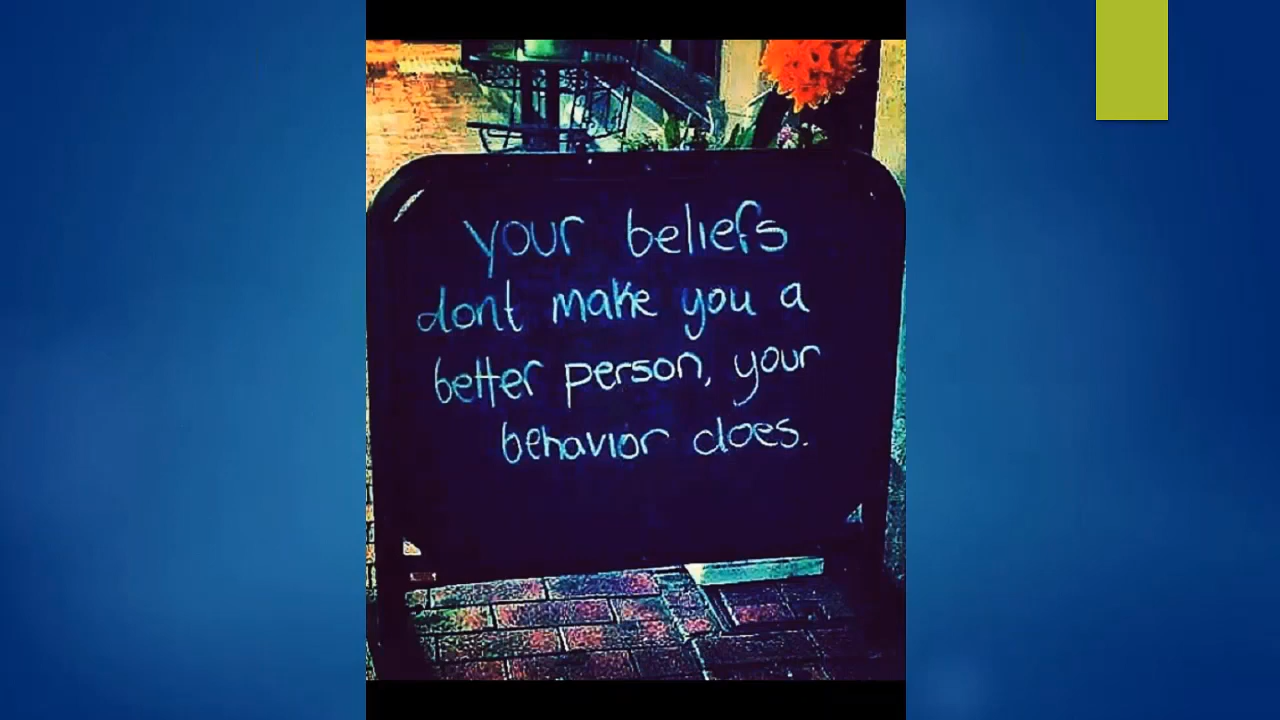 your beliefs
dont make you a
better person, your
behavior does.